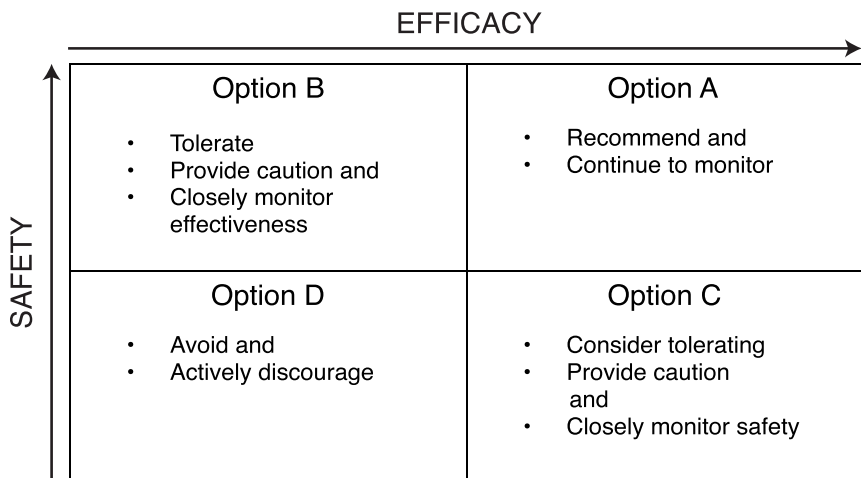 EFFICACY
SAFETY
Option B
• Tolerate
• Provide caution and
• Closely monitor
effectiveness
Option A
• Recommend and
• Continue to monitor
Option D
• Avoid and
• Actively discourage
Option C
• Consider tolerating
• Provide caution
and
• Closely monitor safety